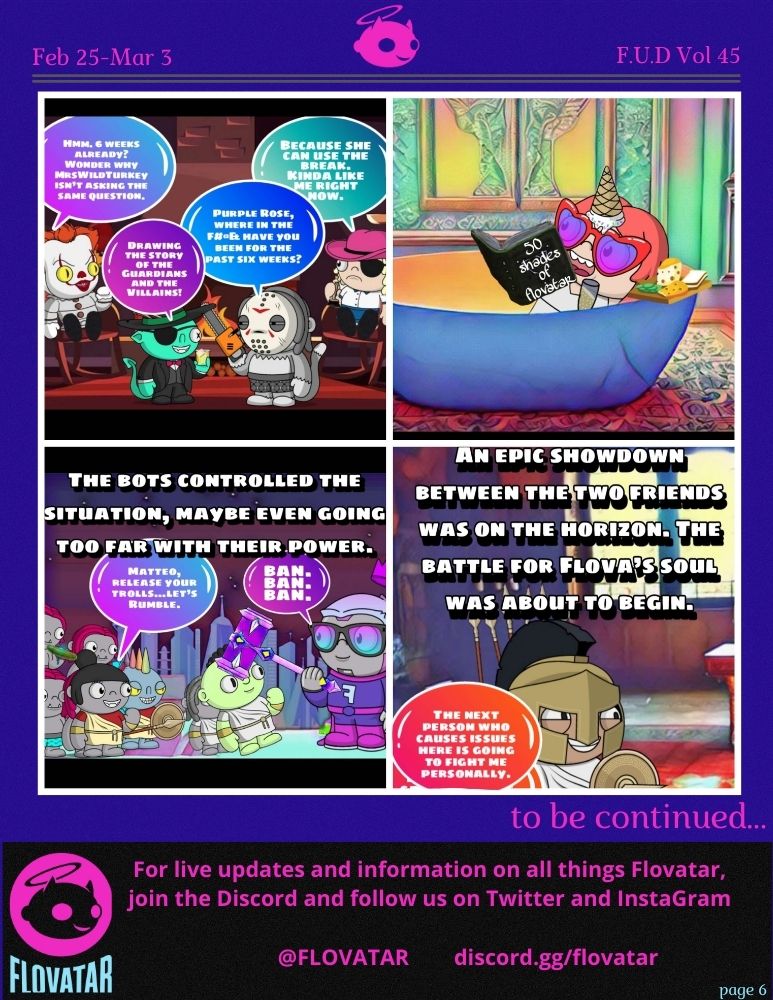 Feb 25-Mar 3
F.U.D Vol 45
Hmm. 6 weeks
already?
Wonder why
MrsWildTurkey
isn't asking the
same question.
Because she
can use the
break.
Kinda like
me right
now.
Purple Rose,
where in the
F#@& have you
been for the
past six weeks?
Drawing
the story
of the
Guardians
and the
Villains!
50
shades
of
flovatar
The bots controlled the
situation, maybe even going
too far with their power.
Matteo,
release your
trolls...let's
rumble.
BAN.
BAN.
BAN.
F
An epic showdown
between the two friends
was on the horizon. The
battle for Flova's soul
was about to begin.
The next
person who
causes issues
here is going
to fight me
personally.
to be continued...
For live updates and information on all things Flovatar,
join the Discord and follow us on Twitter and InstaGram
@FLOVATAR discord.gg/flovatar
FLOVATAR
page 6